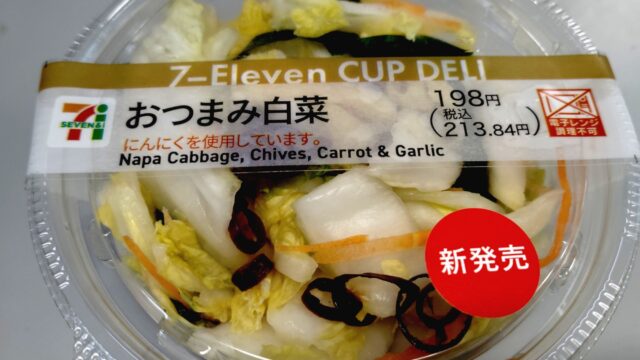 7-Eleven CUP DELI
SEVEN&i
おつまみ白菜
にんにくを使用しています。
Napa Cabbage, Chives, Carrot & Garlic
198円
(税込
213.84円)
電子レンジ
調理不可
新発売